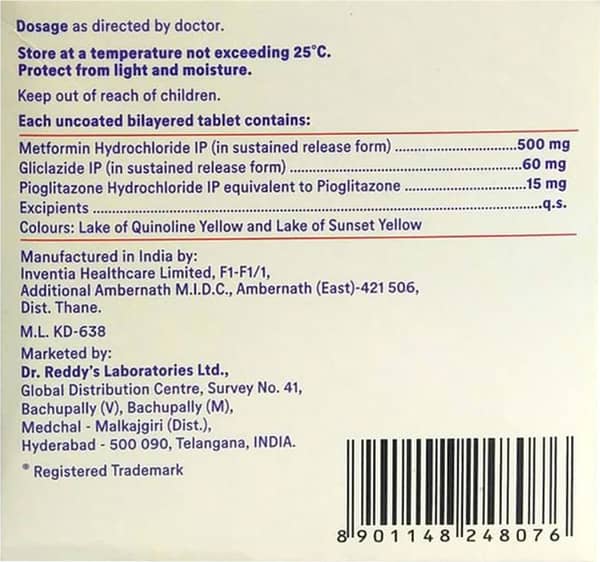 Dosage as directed by doctor.
Store at a temperature not exceeding 25°C.
Protect from light and moisture.
Keep out of reach of children.
Each uncoated bilayered tablet contains:
Metformin Hydrochloride IP (in sustained release form) ............................500 mg
Gliclazide IP (in sustained release form) .....................................................60 mg
Pioglitazone Hydrochloride IP equivalent to Pioglitazone ...........................15 mg
Excipients ............................................................................................q.s.
Colours: Lake of Quinoline Yellow and Lake of Sunset Yellow
Manufactured in India by:
Inventia Healthcare Limited, F1-F1/1,
Additional Ambernath M.I.D.C., Ambernath (East)-421 506,
Dist. Thane.
M.L. KD-638
Marketed by:
Dr. Reddy's Laboratories Ltd.,
Global Distribution Centre, Survey No. 41,
Bachupally (V), Bachupally (M),
Medchal - Malkajgiri (Dist.),
Hyderabad - 500 090, Telangana, INDIA.
® Registered Trademark
8 901148 248076